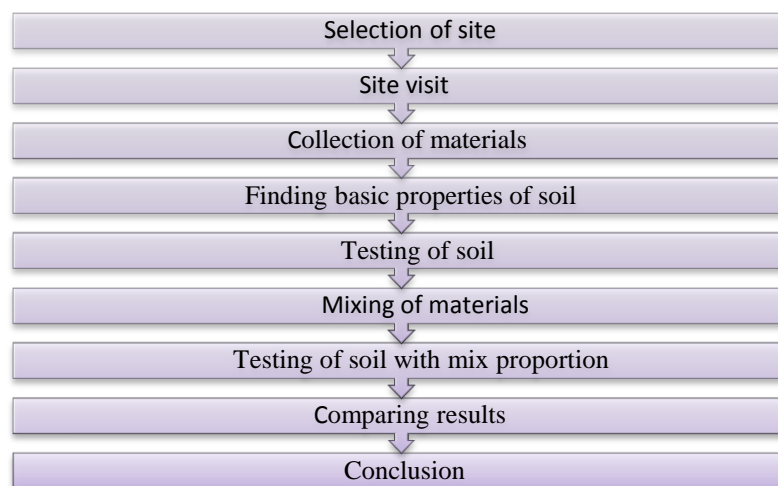 Selection of site
Site visit
Collection of materials
Finding basic properties of soil
Testing of soil
Mixing of materials
Testing of soil with mix proportion
Comparing results
Conclusion